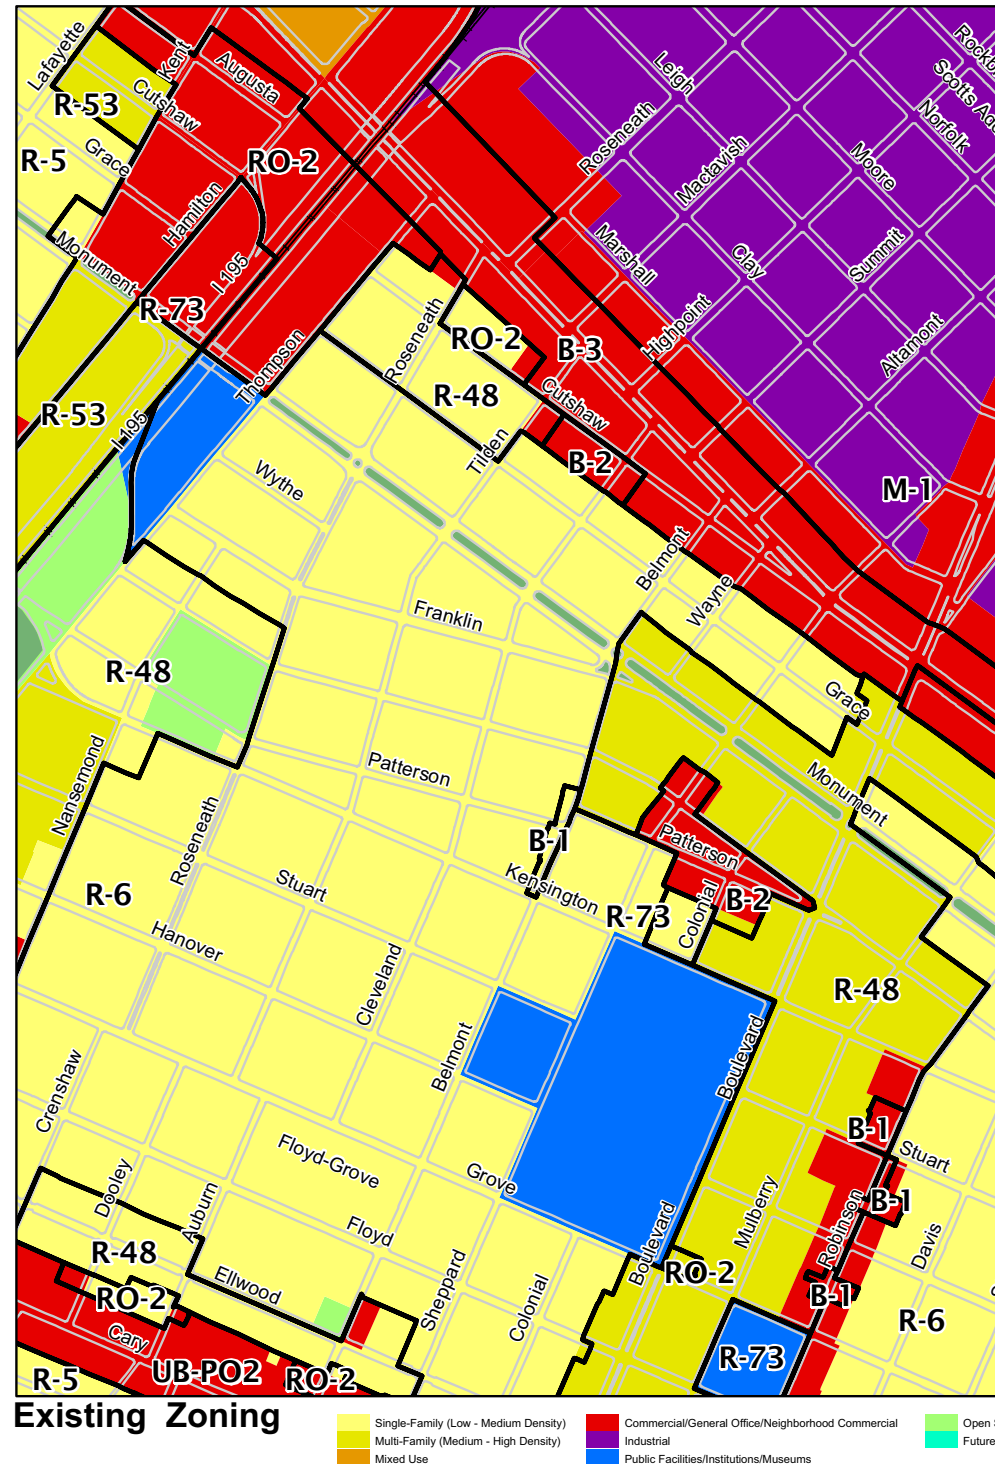 Lafayette
Kent
Augusta
Cutshaw
R-53
R-5
Grace
RO-2
Hamilton
Monument
I 195
R-73
Thompson
Leigh
Roseneath
Mactavish
Moore
Norfolk
Marshall
Clay
Summit
Highpoint
Altamont
Roseneath
RO-2
B-3
R-48
Cutshaw
R-53
I 195
Tilden
B-2
Wythe
M-1
Belmont
Wayne
Franklin
R-48
Grace
Patterson
Monument
Nansemond
Roseneath
B-1
Patterson
Kensington
R-6
Stuart
R-73
Colonial
B-2
Hanover
Cleveland
R-48
Belmont
Boulevard
Crenshaw
B-1
Stuart
Floyd-Grove
Grove
Dooley
Auburn
Floyd
Mulberry
B-1
Robinson
Davis
R-48
Ellwood
Sheppard
Colonial
Boulevard
RO-2
RO-2
B-1
R-6
Cary
UB-PO2
RO-2
R-73
R-5
Existing Zoning
Single-Family (Low - Medium Density)
Multi-Family (Medium - High Density)
Mixed Use
Commercial/General Office/Neighborhood Commercial
Industrial
Public Facilities/Institutions/Museums
Open
Future